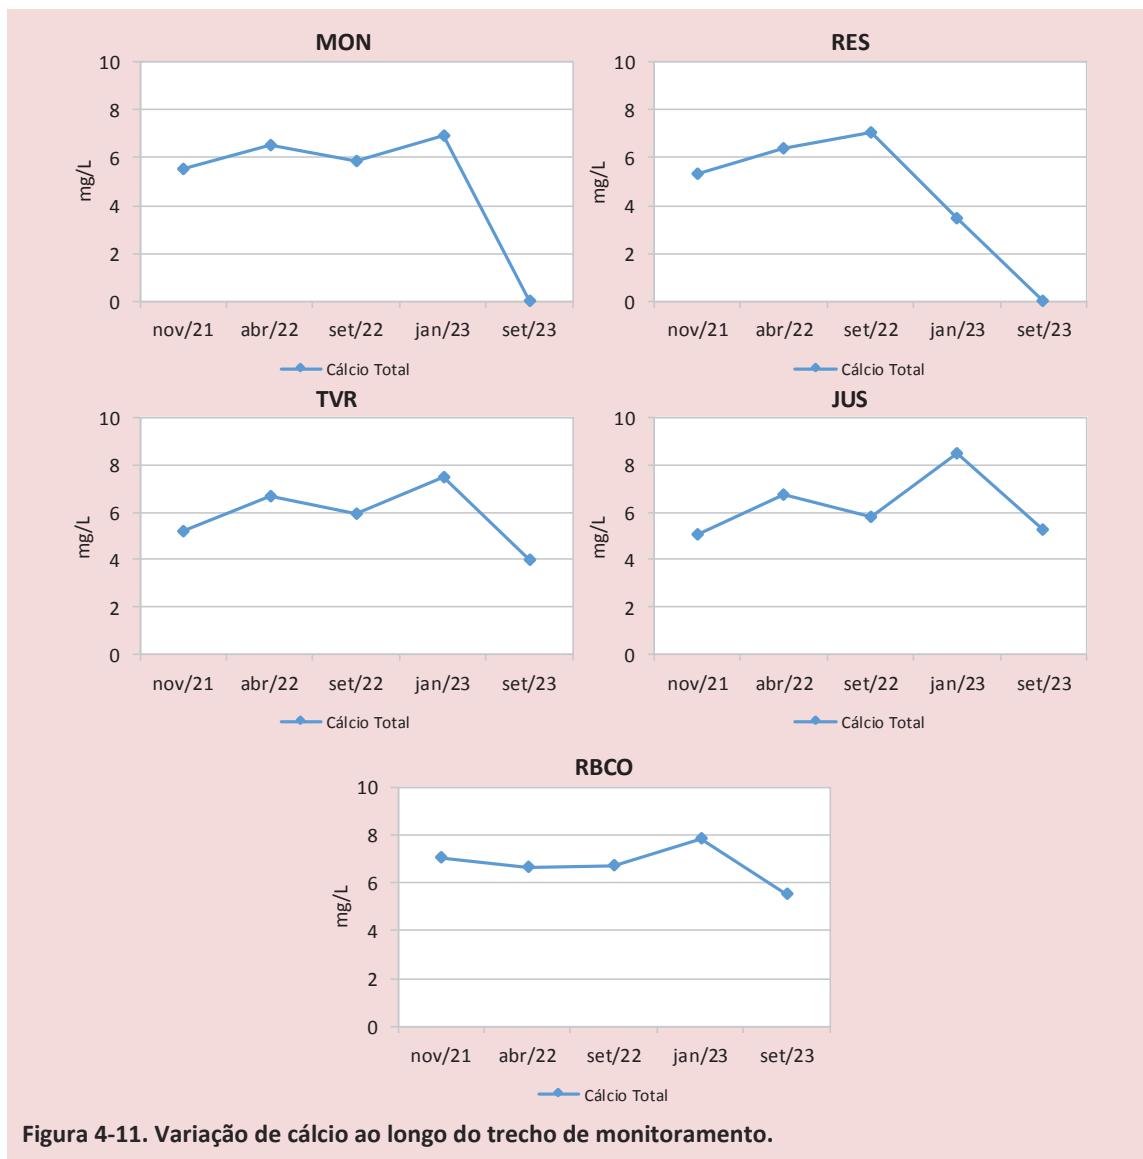 MON
10
8
6
4
2
0
mg/L
nov/21 abr/22 set/22 jan/23 set/23
Cálcio Total
RES
10
8
6
4
2
0
mg/L
nov/21 abr/22 set/22 jan/23 set/23
Cálcio Total
TVR
10
8
6
4
2
0
mg/L
nov/21 abr/22 set/22 jan/23 set/23
Cálcio Total
JUS
10
8
6
4
2
0
mg/L
nov/21 abr/22 set/22 jan/23 set/23
Cálcio Total
RBCO
10
8
6
4
2
0
mg/L
nov/21 abr/22 set/22 jan/23 set/23
Cálcio Total
Figura 4-11. Variação de cálcio ao longo do trecho de monitoramento.